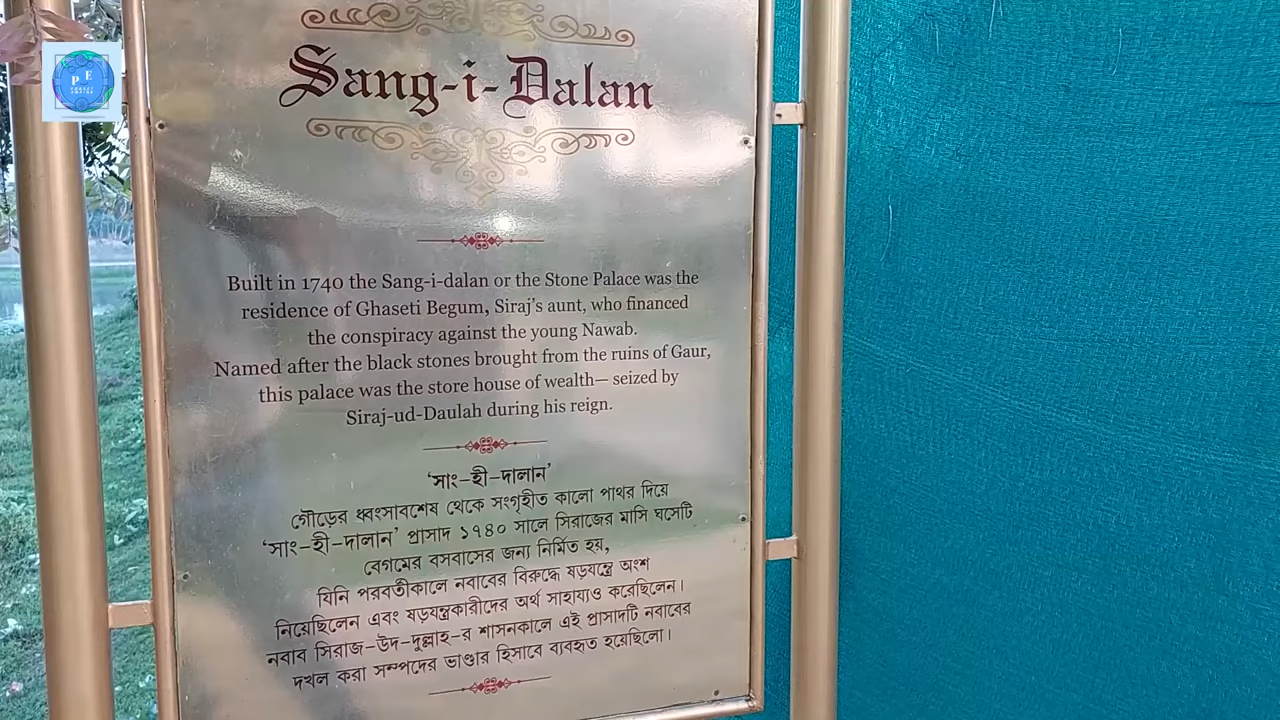 P E
Sang-i-Dalan
Built in 1740 the Sang-i-dalan or the Stone Palace was the
residence of Ghaseti Begum, Siraj's aunt, who financed
the conspiracy against the young Nawab.
Named after the black stones brought from the ruins of Gaur,
this palace was the store house of wealth— seized by
Siraj-ud-Daulah during his reign.
‘সাং-হী-দালান’
গৌড়ের ধ্বংসাবশেষ থেকে সংগৃহীত কালো পাথর দিয়ে
‘সাং-হী-দালান’ প্রাসাদ ১৭৪০ সালে সিরাজের মাসি ঘসেটি
বেগমের বসবাসের জন্য নির্মিত হয়,
যিনি পরবর্তীকালে নবাবের বিরুদ্ধে ষড়যন্ত্রে অংশ
নিয়েছিলেন এবং ষড়যন্ত্রকারীদের অর্থ সাহায্যও করেছিলেন।
নবাব সিরাজ-উদ-দুল্লাহ-র শাসনকালে এই প্রাসাদটি নবাবের
দখল করা সম্পদের ভাণ্ডার হিসাবে ব্যবহৃত হয়েছিলো।